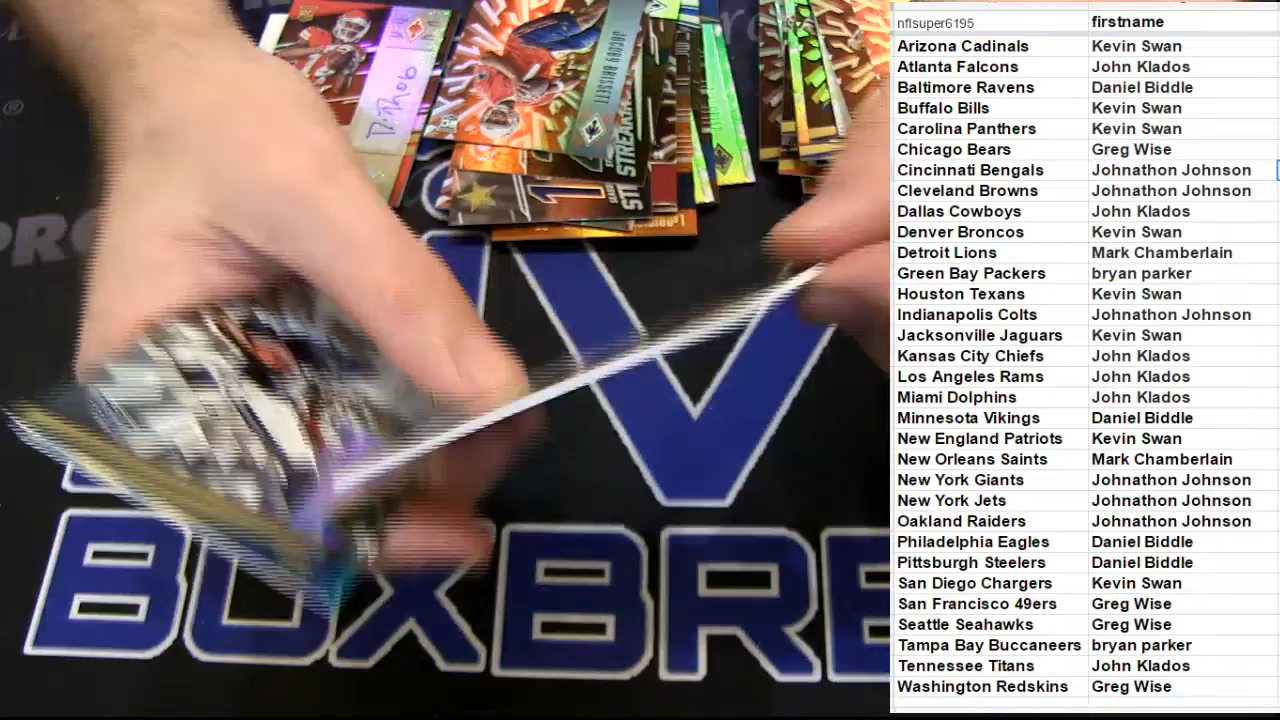 nflsuper6195 firstname
Arizona Cadinals Kevin Swan
Atlanta Falcons John Klados
Baltimore Ravens Daniel Biddle
Buffalo Bills Kevin Swan
Carolina Panthers Kevin Swan
Chicago Bears Greg Wise
Cincinnati Bengals Johnathon Johnson
Cleveland Browns Johnathon Johnson
Dallas Cowboys John Klados
Denver Broncos Kevin Swan
Detroit Lions Mark Chamberlain
Green Bay Packers bryan parker
Houston Texans Kevin Swan
Indianapolis Colts Johnathon Johnson
Jacksonville Jaguars Kevin Swan
Kansas City Chiefs John Klados
Los Angeles Rams John Klados
Miami Dolphins John Klados
Minnesota Vikings Daniel Biddle
New England Patriots Kevin Swan
New Orleans Saints Mark Chamberlain
New York Giants Johnathon Johnson
New York Jets Johnathon Johnson
Oakland Raiders Johnathon Johnson
Philadelphia Eagles Daniel Biddle
Pittsburgh Steelers Daniel Biddle
San Diego Chargers Kevin Swan
San Francisco 49ers Greg Wise
Seattle Seahawks Greg Wise
Tampa Bay Buccaneers bryan parker
Tennessee Titans John Klados
Washington Redskins Greg Wise
JACOBY BRISSETT
STREAK
PRO
BOXBRE